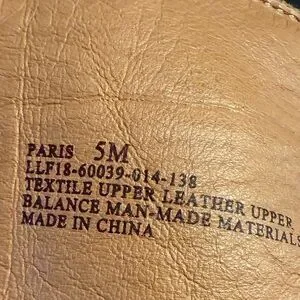 PARIS 5M
LLF18-60039-014-138
TEXTILE UPPER LEATHER UPPER
BALANCE MAN-MADE MATERIALS
MADE IN CHINA